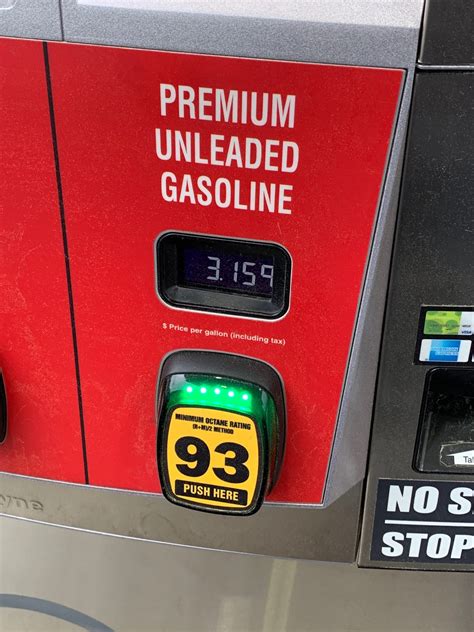 PREMIUM
UNLEADED
GASOLINE
3.159
$ Price per gallon (including tax)
MINIMUM OCTANE RATING
(R+M)/2 METHOD
93
PUSH HERE
VISA
NO S
STOP